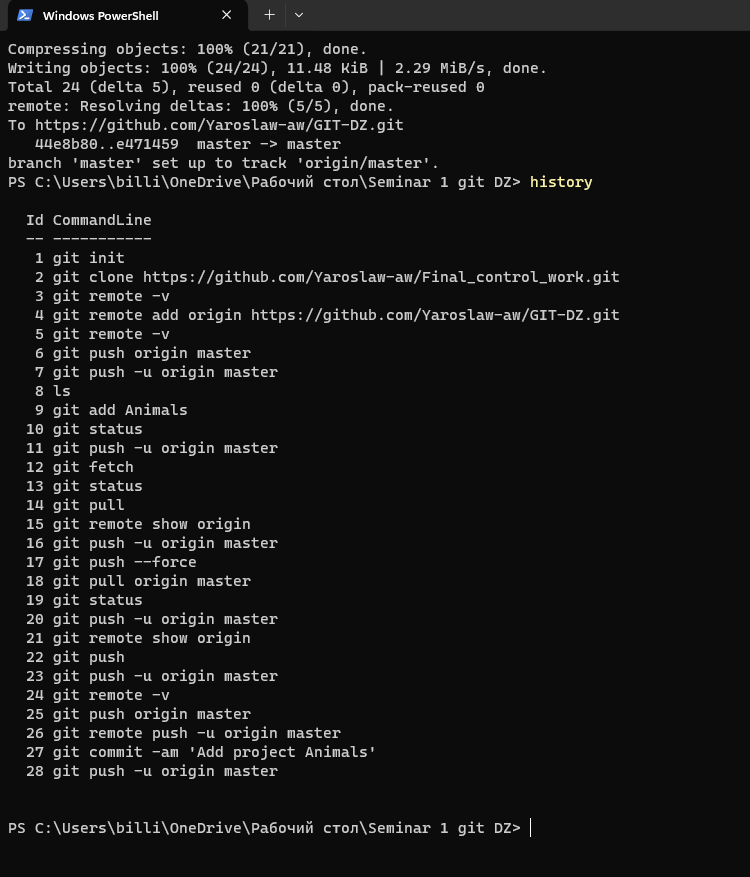 Windows PowerShell
Compressing objects: 100% (21/21), done.
Writing objects: 100% (24/24), 11.48 KiB | 2.29 MiB/s, done.
Total 24 (delta 5), reused 0 (delta 0), pack-reused 0
remote: Resolving deltas: 100% (5/5), done.
To https://github.com/Yaroslaw-aw/GIT-DZ.git
   44e8b80..e471459  master -> master
branch 'master' set up to track 'origin/master'.
PS C:\Users\billi\OneDrive\Рабочий стол\Seminar 1 git DZ> history
  Id CommandLine
  -- -----------
   1 git init
   2 git clone https://github.com/Yaroslaw-aw/Final_control_work.git
   3 git remote -v
   4 git remote add origin https://github.com/Yaroslaw-aw/GIT-DZ.git
   5 git remote -v
   6 git push origin master
   7 git push -u origin master
   8 ls
   9 git add Animals
  10 git status
  11 git push -u origin master
  12 git fetch
  13 git status
  14 git pull
  15 git remote show origin
  16 git push -u origin master
  17 git push --force
  18 git pull origin master
  19 git status
  20 git push -u origin master
  21 git remote show origin
  22 git push
  23 git push -u origin master
  24 git remote -v
  25 git push origin master
  26 git remote push -u origin master
  27 git commit -am 'Add project Animals'
  28 git push -u origin master
PS C:\Users\billi\OneDrive\Рабочий стол\Seminar 1 git DZ>